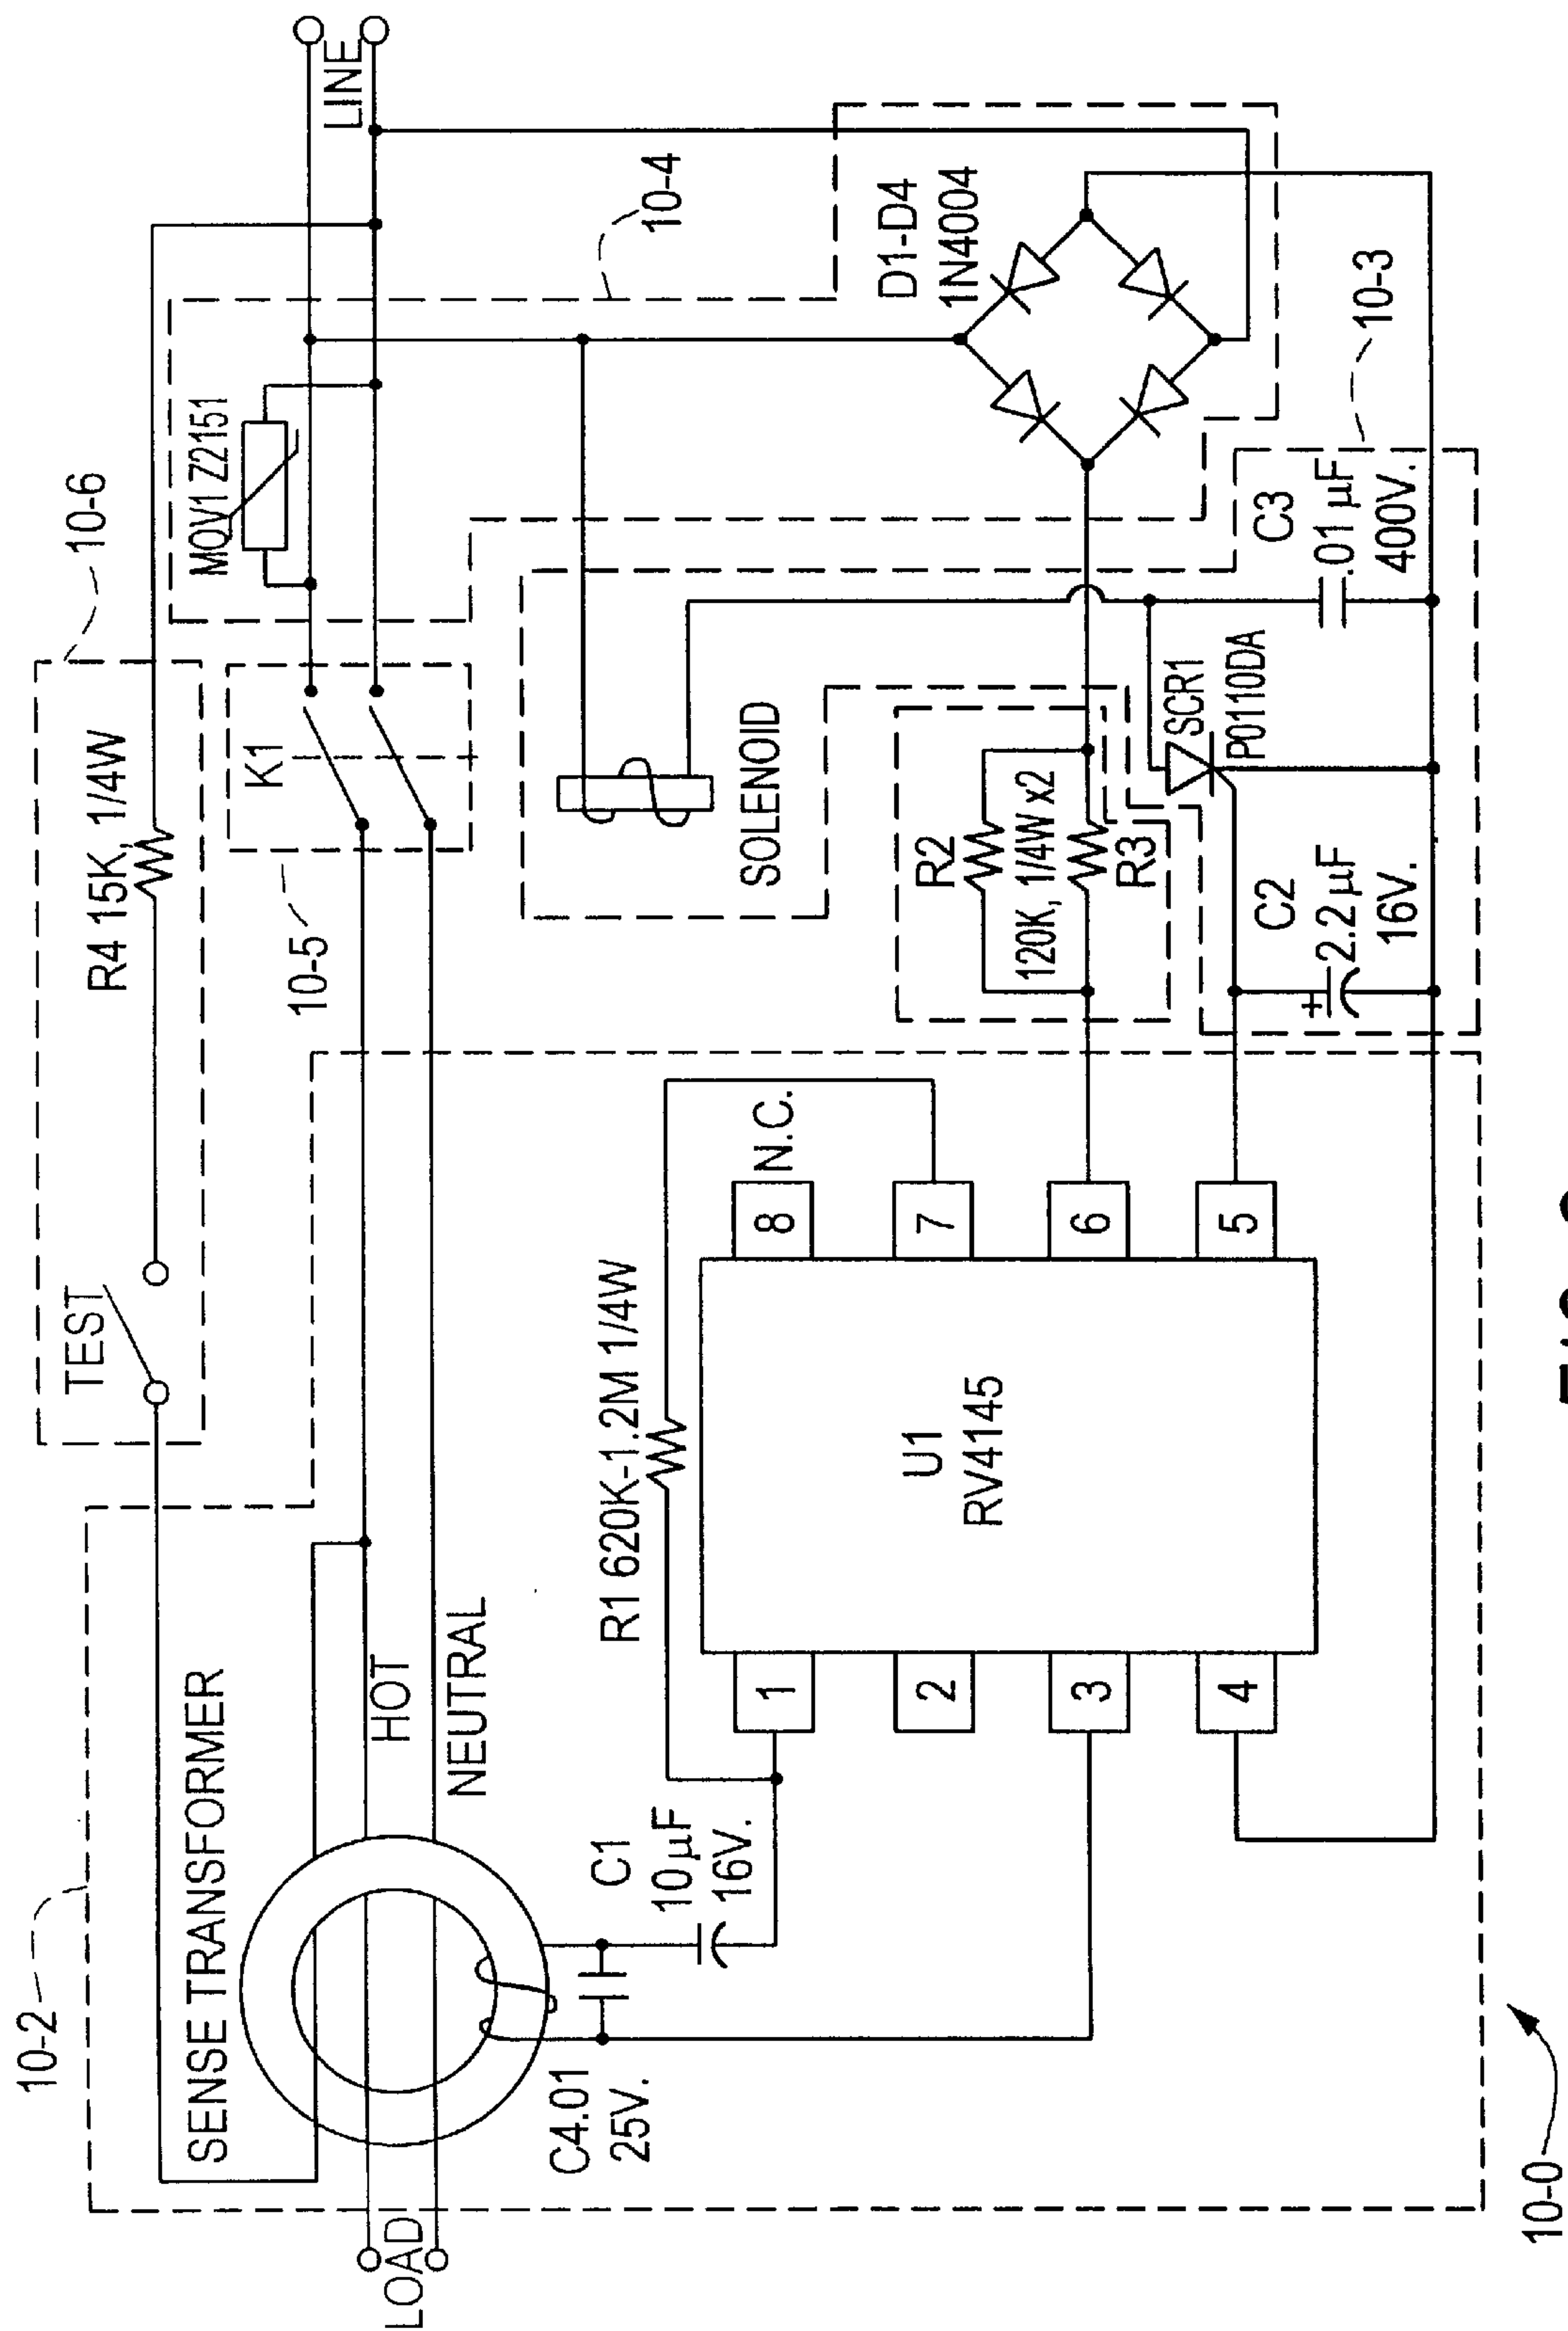 10-2
SENSE TRANSFORMER
LOAD
HOT
NEUTRAL
C4.01
25V.
C1
10 µF
16V.
TEST
R4 15K, 1/4W
10-6
10-5
K1
MOV1 Z2151
LINE
10-4
SOLENOID
D1-D4
1N4004
R1 620K-1.2M 1/4W
U1
RV4145
1
2
3
4
8
7
6
5
N.C.
R2
120K, 1/4W x2
R3
SCR1
P0110DA
C2
+
2.2 µF
16V.
C3
.01 µF
400V.
10-3
10-0